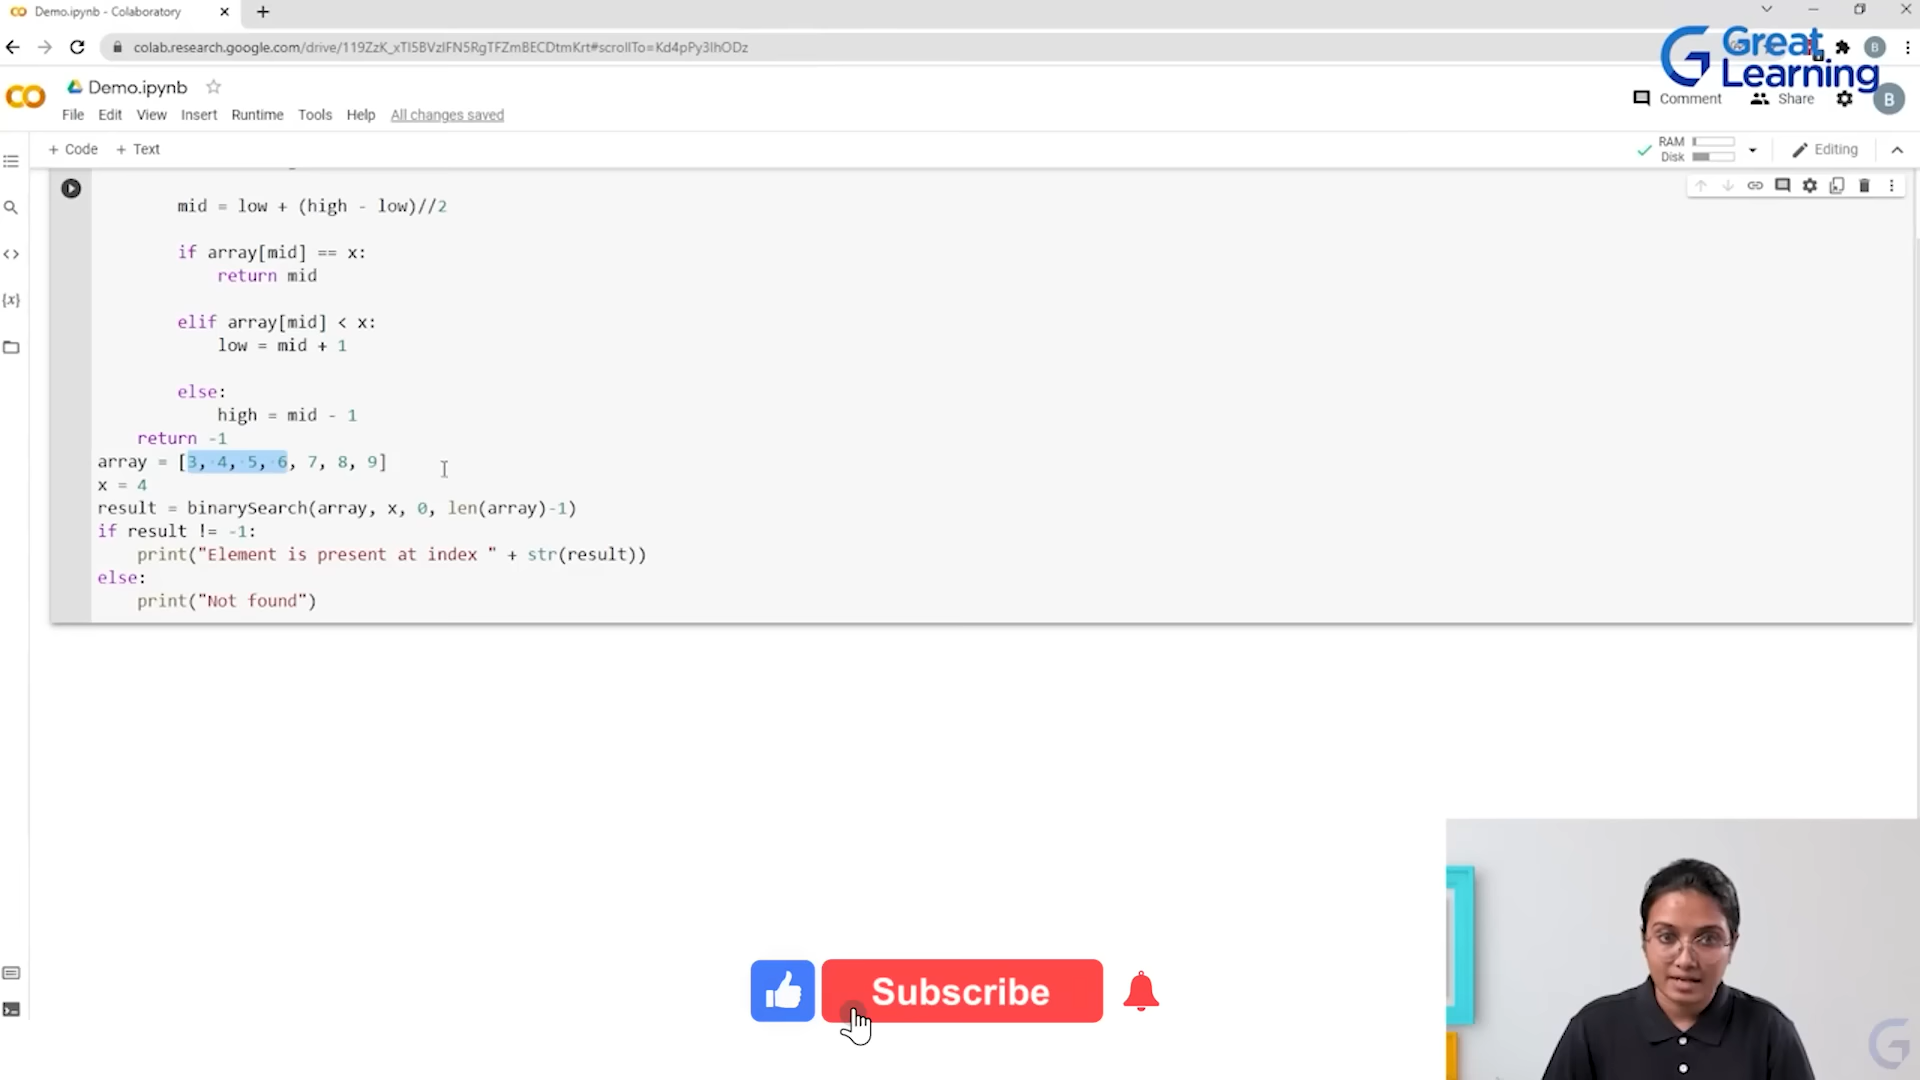 Demo.ipynb - Colaboratory
colab.research.google.com/drive/119ZzK_xTI5BVzIFN5RgTFZmBECDtmKrt#scrollTo=Kd4pPy3IhODz
B
Great
Learning
Demo.ipynb
Comment
Share
B
File Edit View Insert Runtime Tools Help All changes saved
+ Code + Text
RAM
Disk
Editing
mid = low + (high - low)//2
if array[mid] == x:
return mid
elif array[mid] < x:
low = mid + 1
else:
high = mid - 1
return -1
array = [3, 4, 5, 6, 7, 8, 9]
x = 4
result = binarySearch(array, x, 0, len(array)-1)
if result != -1:
print("Element is present at index " + str(result))
else:
print("Not found")
Subscribe